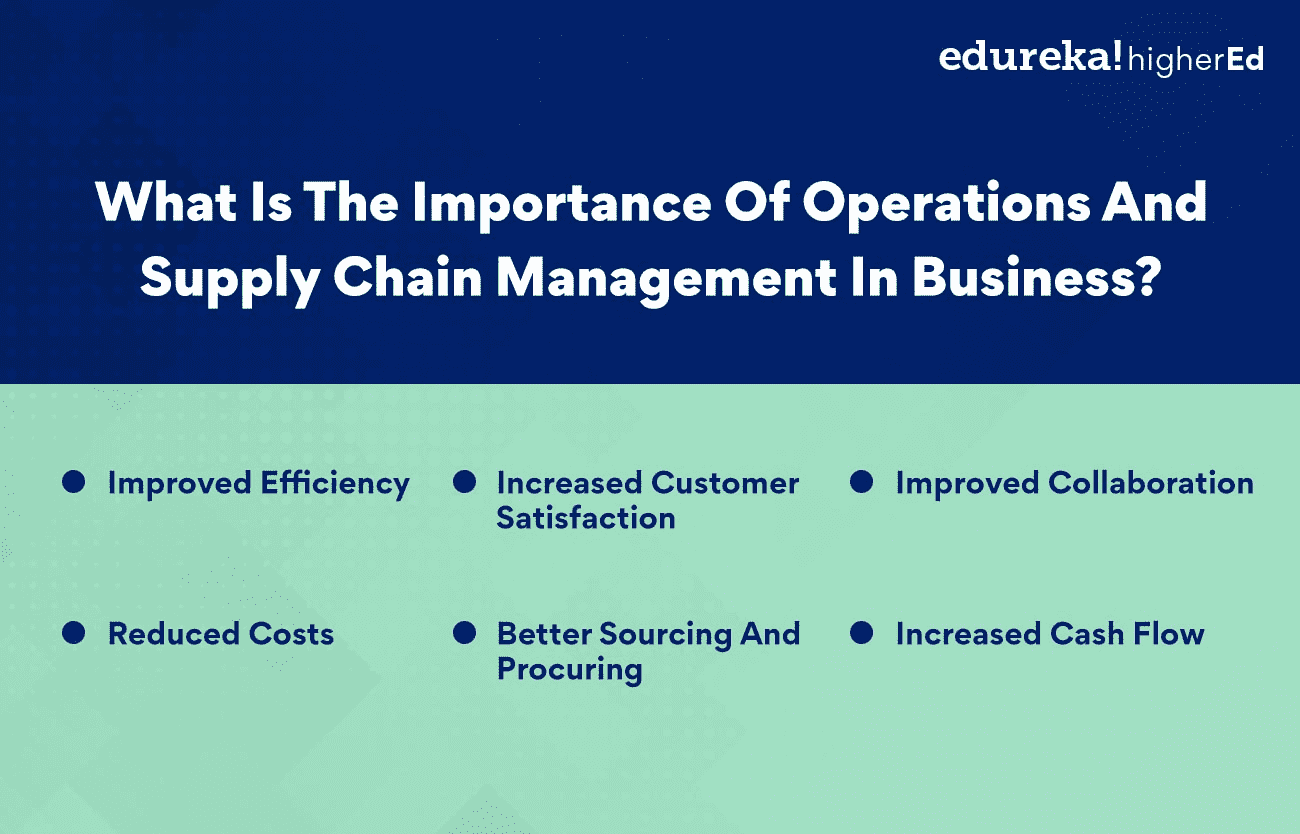 edureka! higherEd
What Is The Importance Of Operations And
Supply Chain Management In Business?
Improved Efficiency
Increased Customer
Satisfaction
Improved Collaboration
Reduced Costs
Better Sourcing And
Procuring
Increased Cash Flow